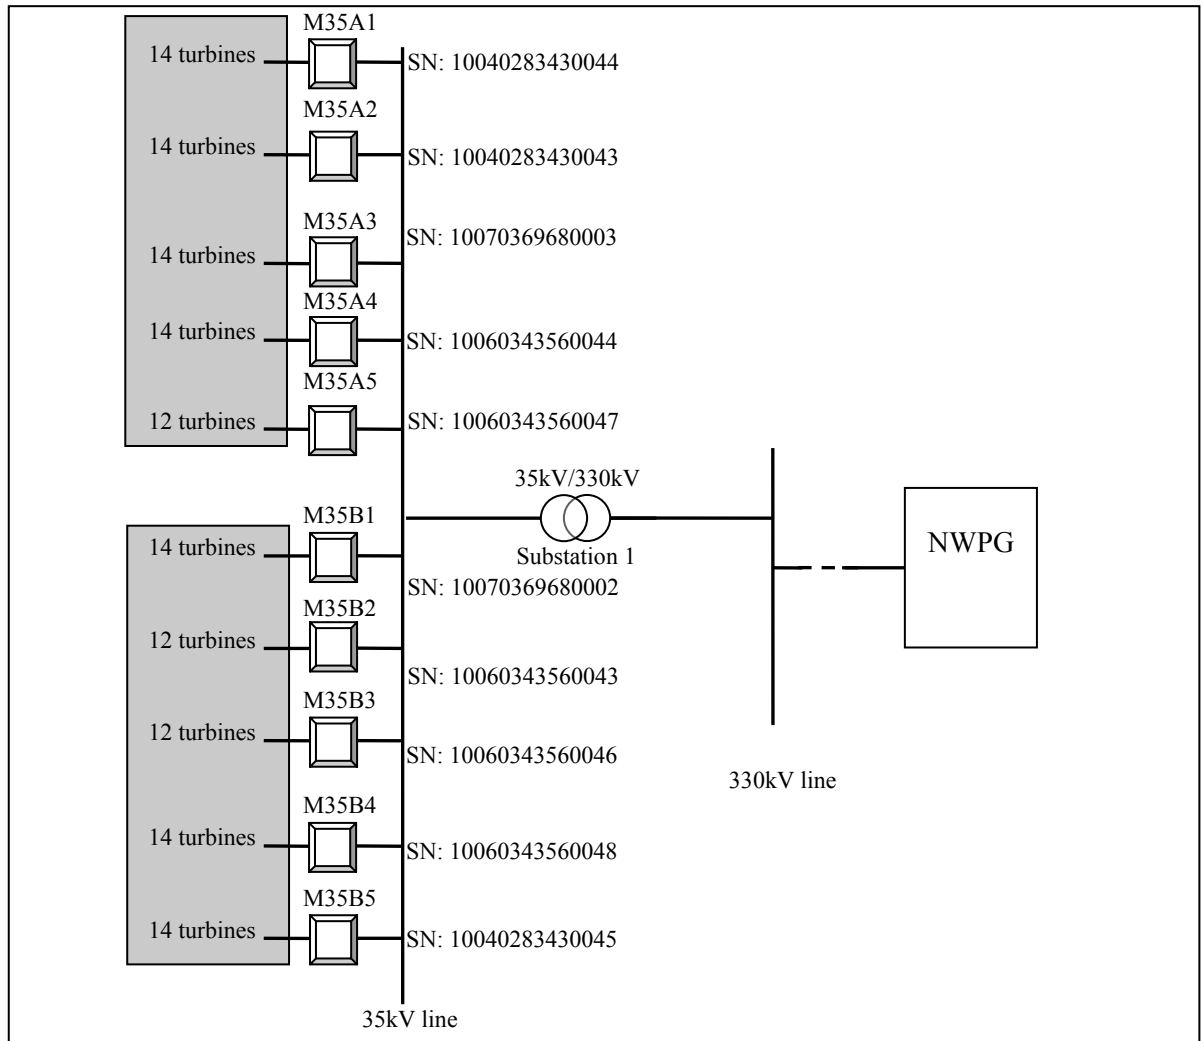 M35A1
14 turbines
SN: 10040283430044
M35A2
14 turbines
SN: 10040283430043
M35A3
SN: 10070369680003
14 turbines
M35A4
14 turbines
SN: 10060343560044
M35A5
12 turbines
SN: 10060343560047
35kV/330kV
M35B1
NWPG
14 turbines
Substation 1
SN: 10070369680002
M35B2
12 turbines
SN: 10060343560043
M35B3
12 turbines
SN: 10060343560046
330kV line
M35B4
14 turbines
SN: 10060343560048
M35B5
14 turbines
SN: 10040283430045
35kV line